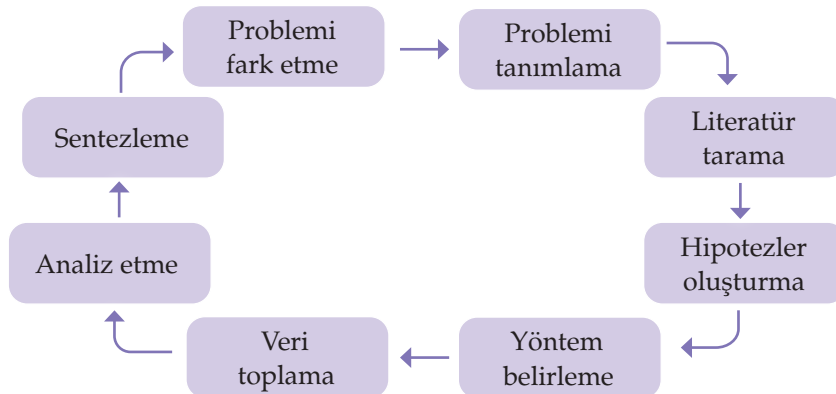 Problemi
fark etme
Problemi
tanımlama
Literatür
tarama
Hipotezler
oluşturma
Yöntem
belirleme
Veri
toplama
Analiz etme
Sentezleme